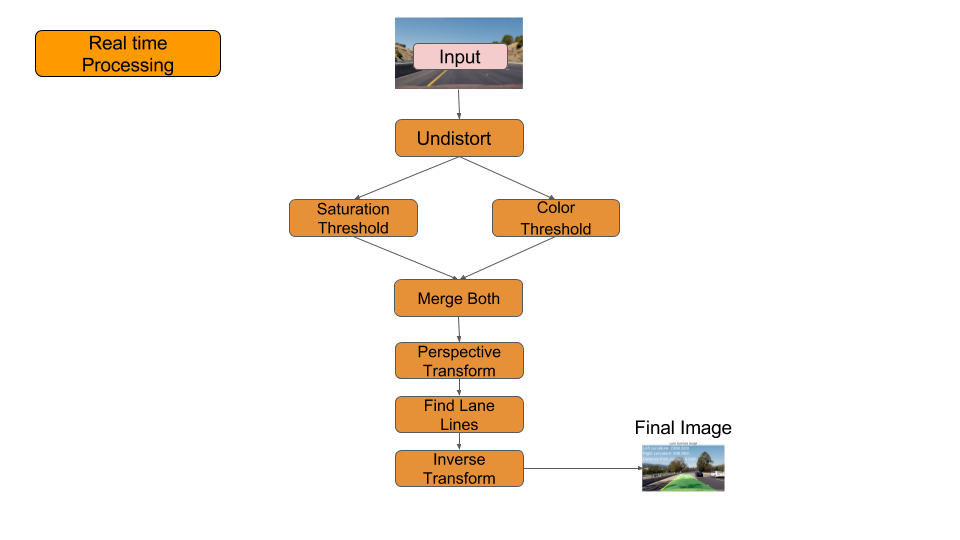 Real time
Processing
Input
Undistort
Saturation
Threshold
Color
Threshold
Merge Both
Perspective
Transform
Find Lane
Lines
Inverse
Transform
Final Image